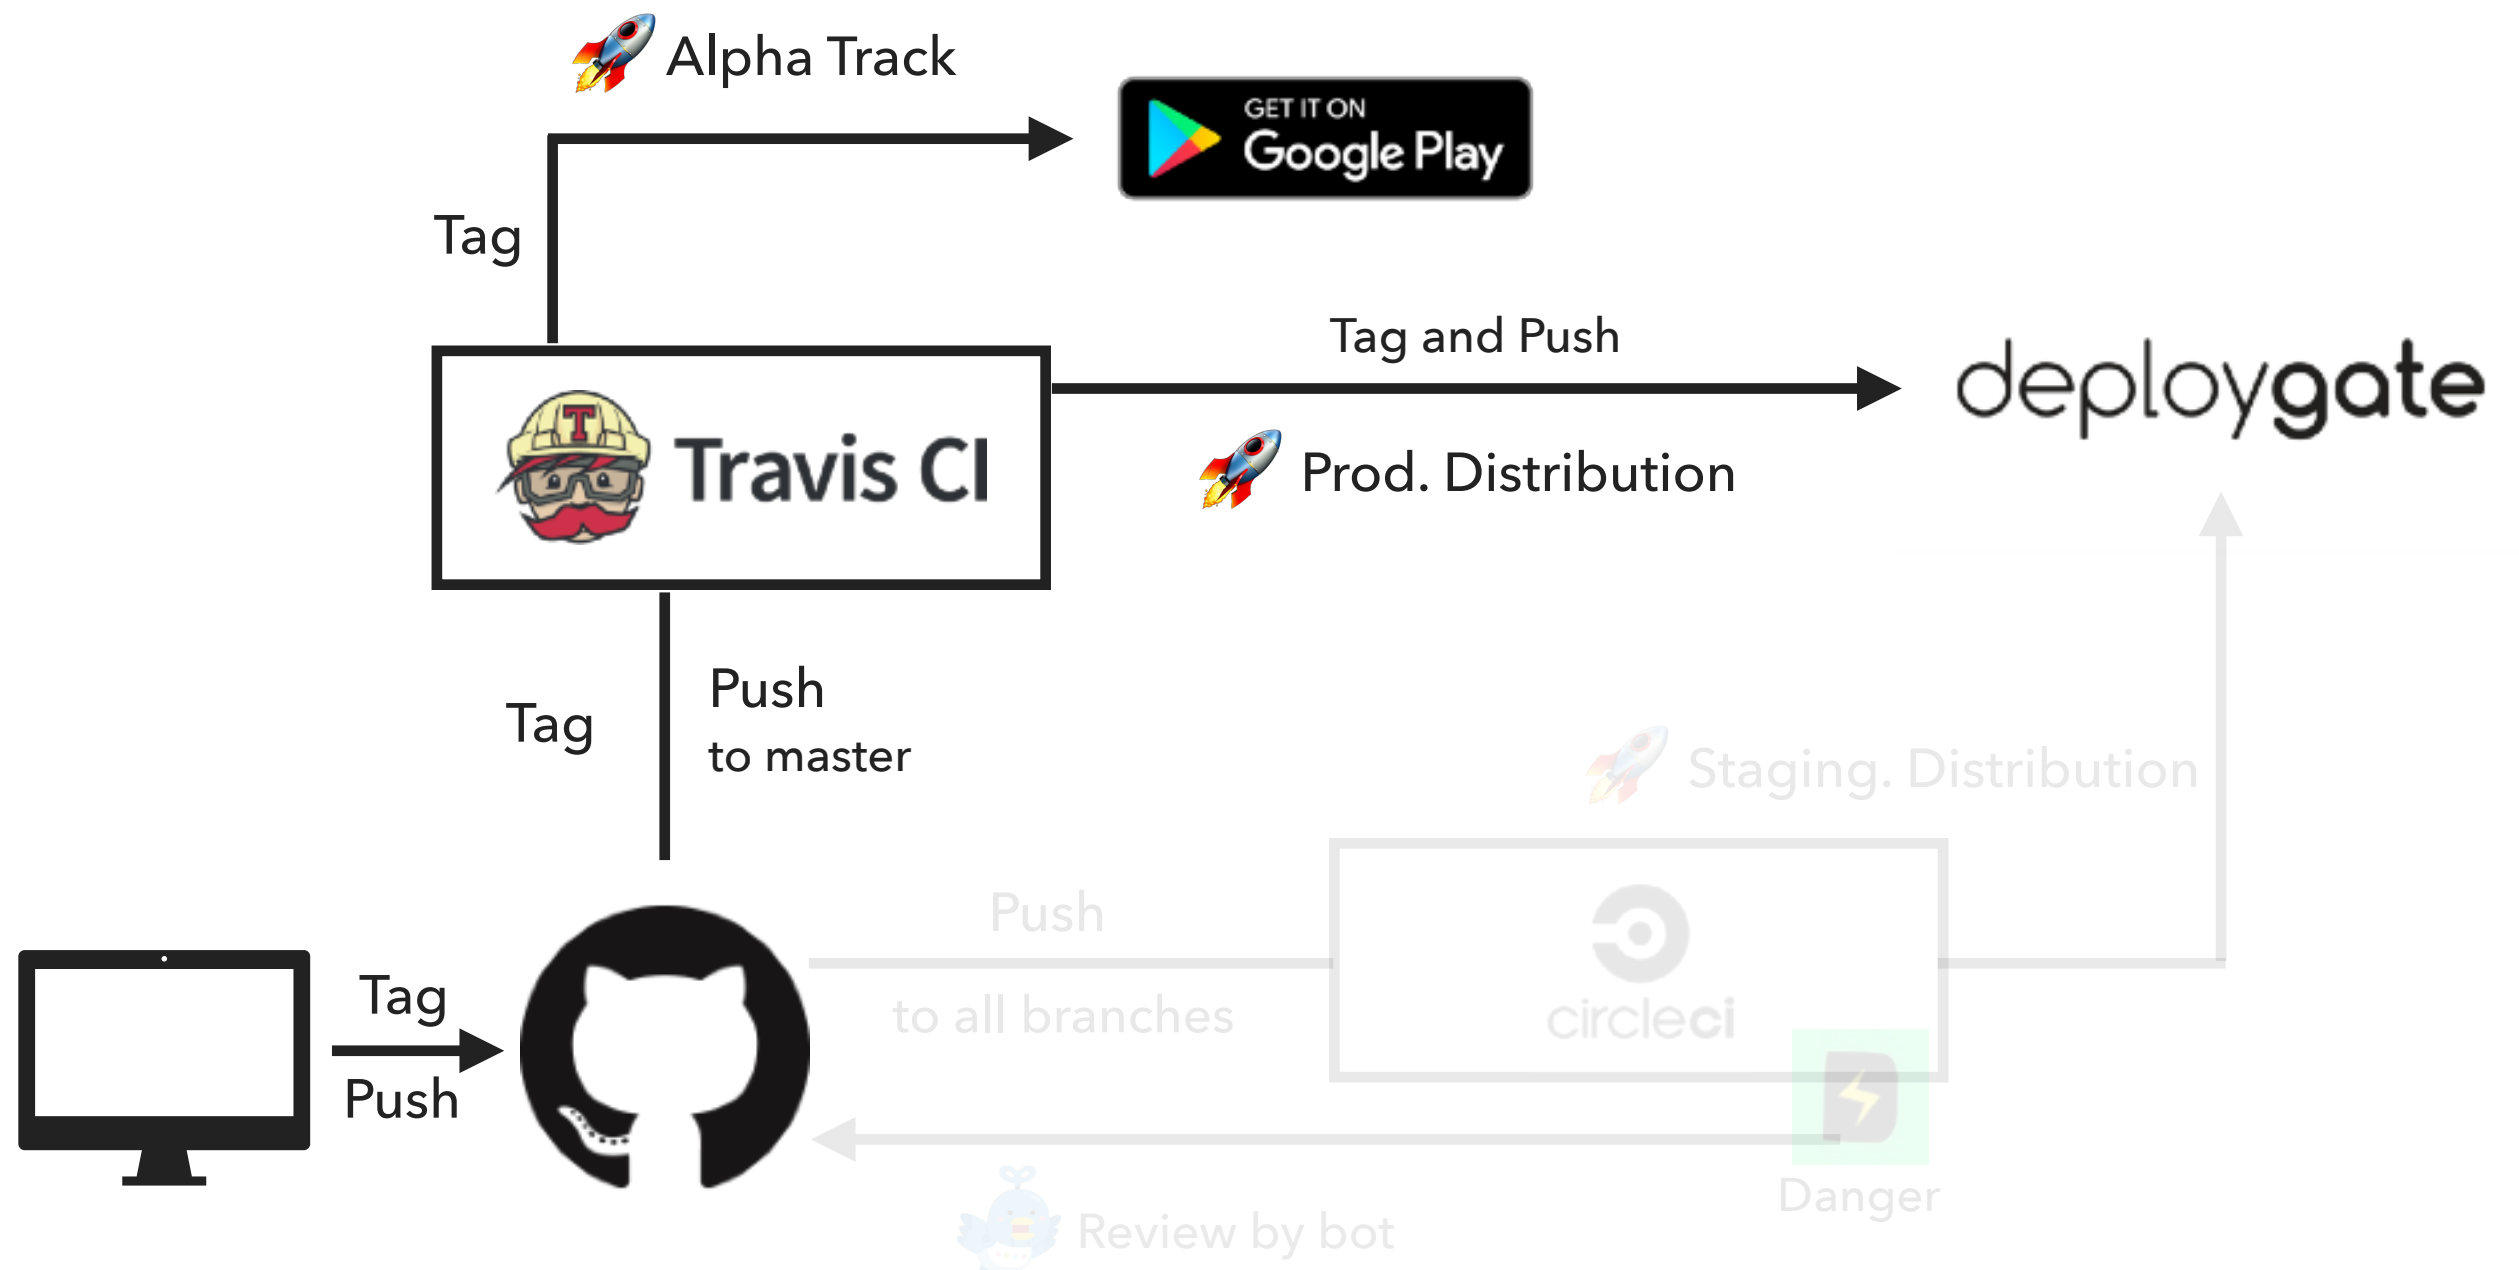 Alpha Track
GET IT ON
Google Play
Tag
Tag and Push
deploygate
T
Travis CI
Prod. Distribution
Push
Tag
to master
Staging. Distribution
Push
circleci
to all branches
Tag
Push
Danger
Review by bot